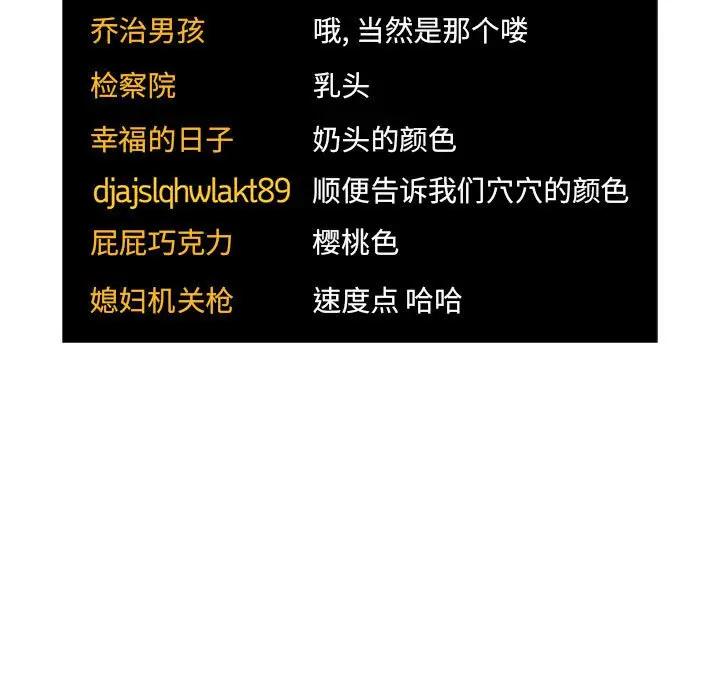 乔治男孩 哦, 当然是那个喽
检察院 乳头
幸福的日子 奶头的颜色
djajslqhwlakt89 顺便告诉我们穴穴的颜色
屁屁巧克力 樱桃色
媳妇机关枪 速度点 哈哈